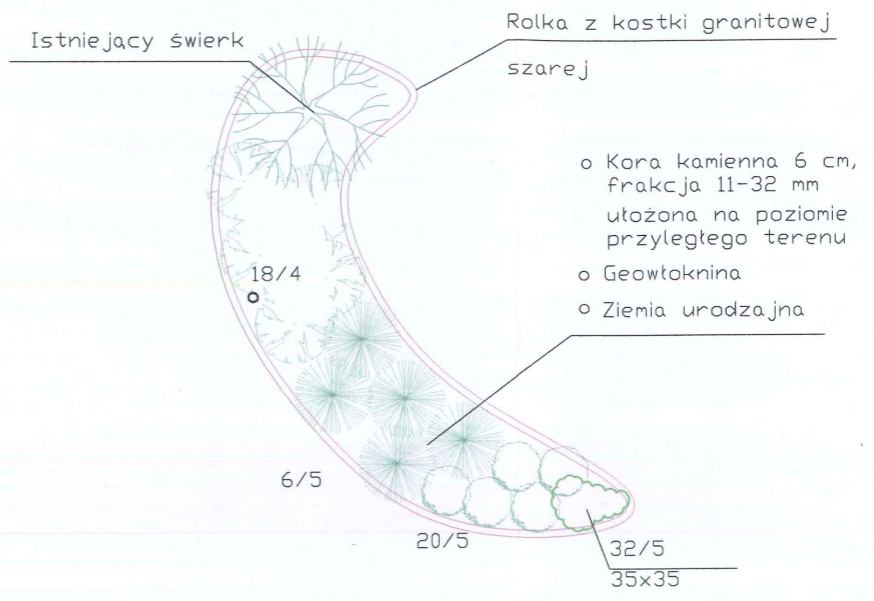 Istniejący świerk
Rolka z kostki granitowej
szarej
o Kora kamienna 6 cm,
frakcja 11-32 mm
ułożona na poziomie
przyległego terenu
o Geowłoknina
o Ziemia urodzajna
18/4
6/5
20/5
32/5
35x35